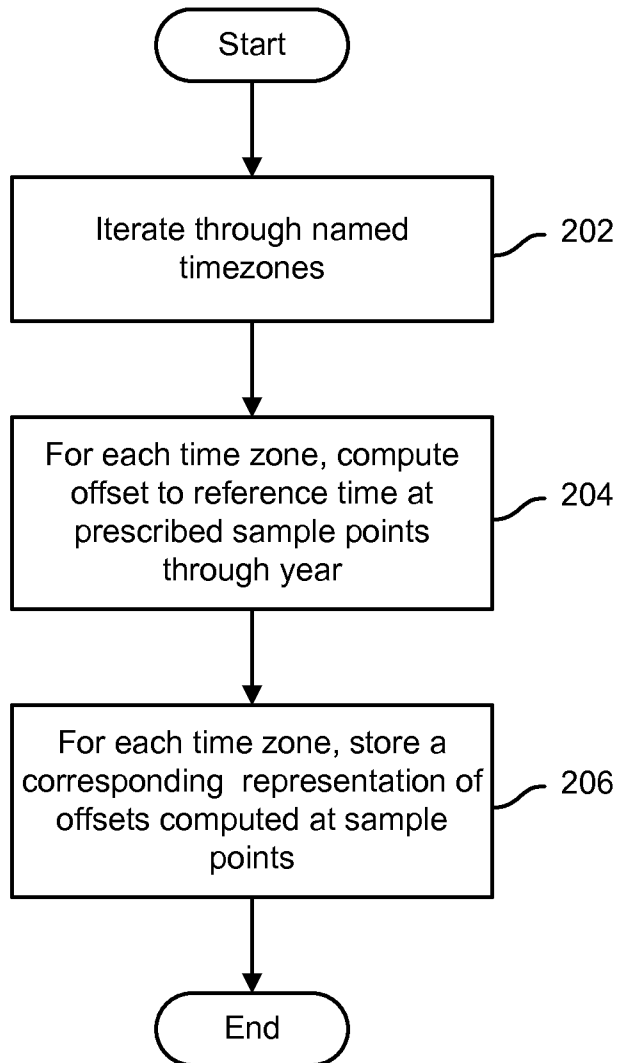 Start
Iterate through named
timezones
202
For each time zone, compute
offset to reference time at
prescribed sample points
through year
204
For each time zone, store a
corresponding representation of
offsets computed at sample
points
206
End